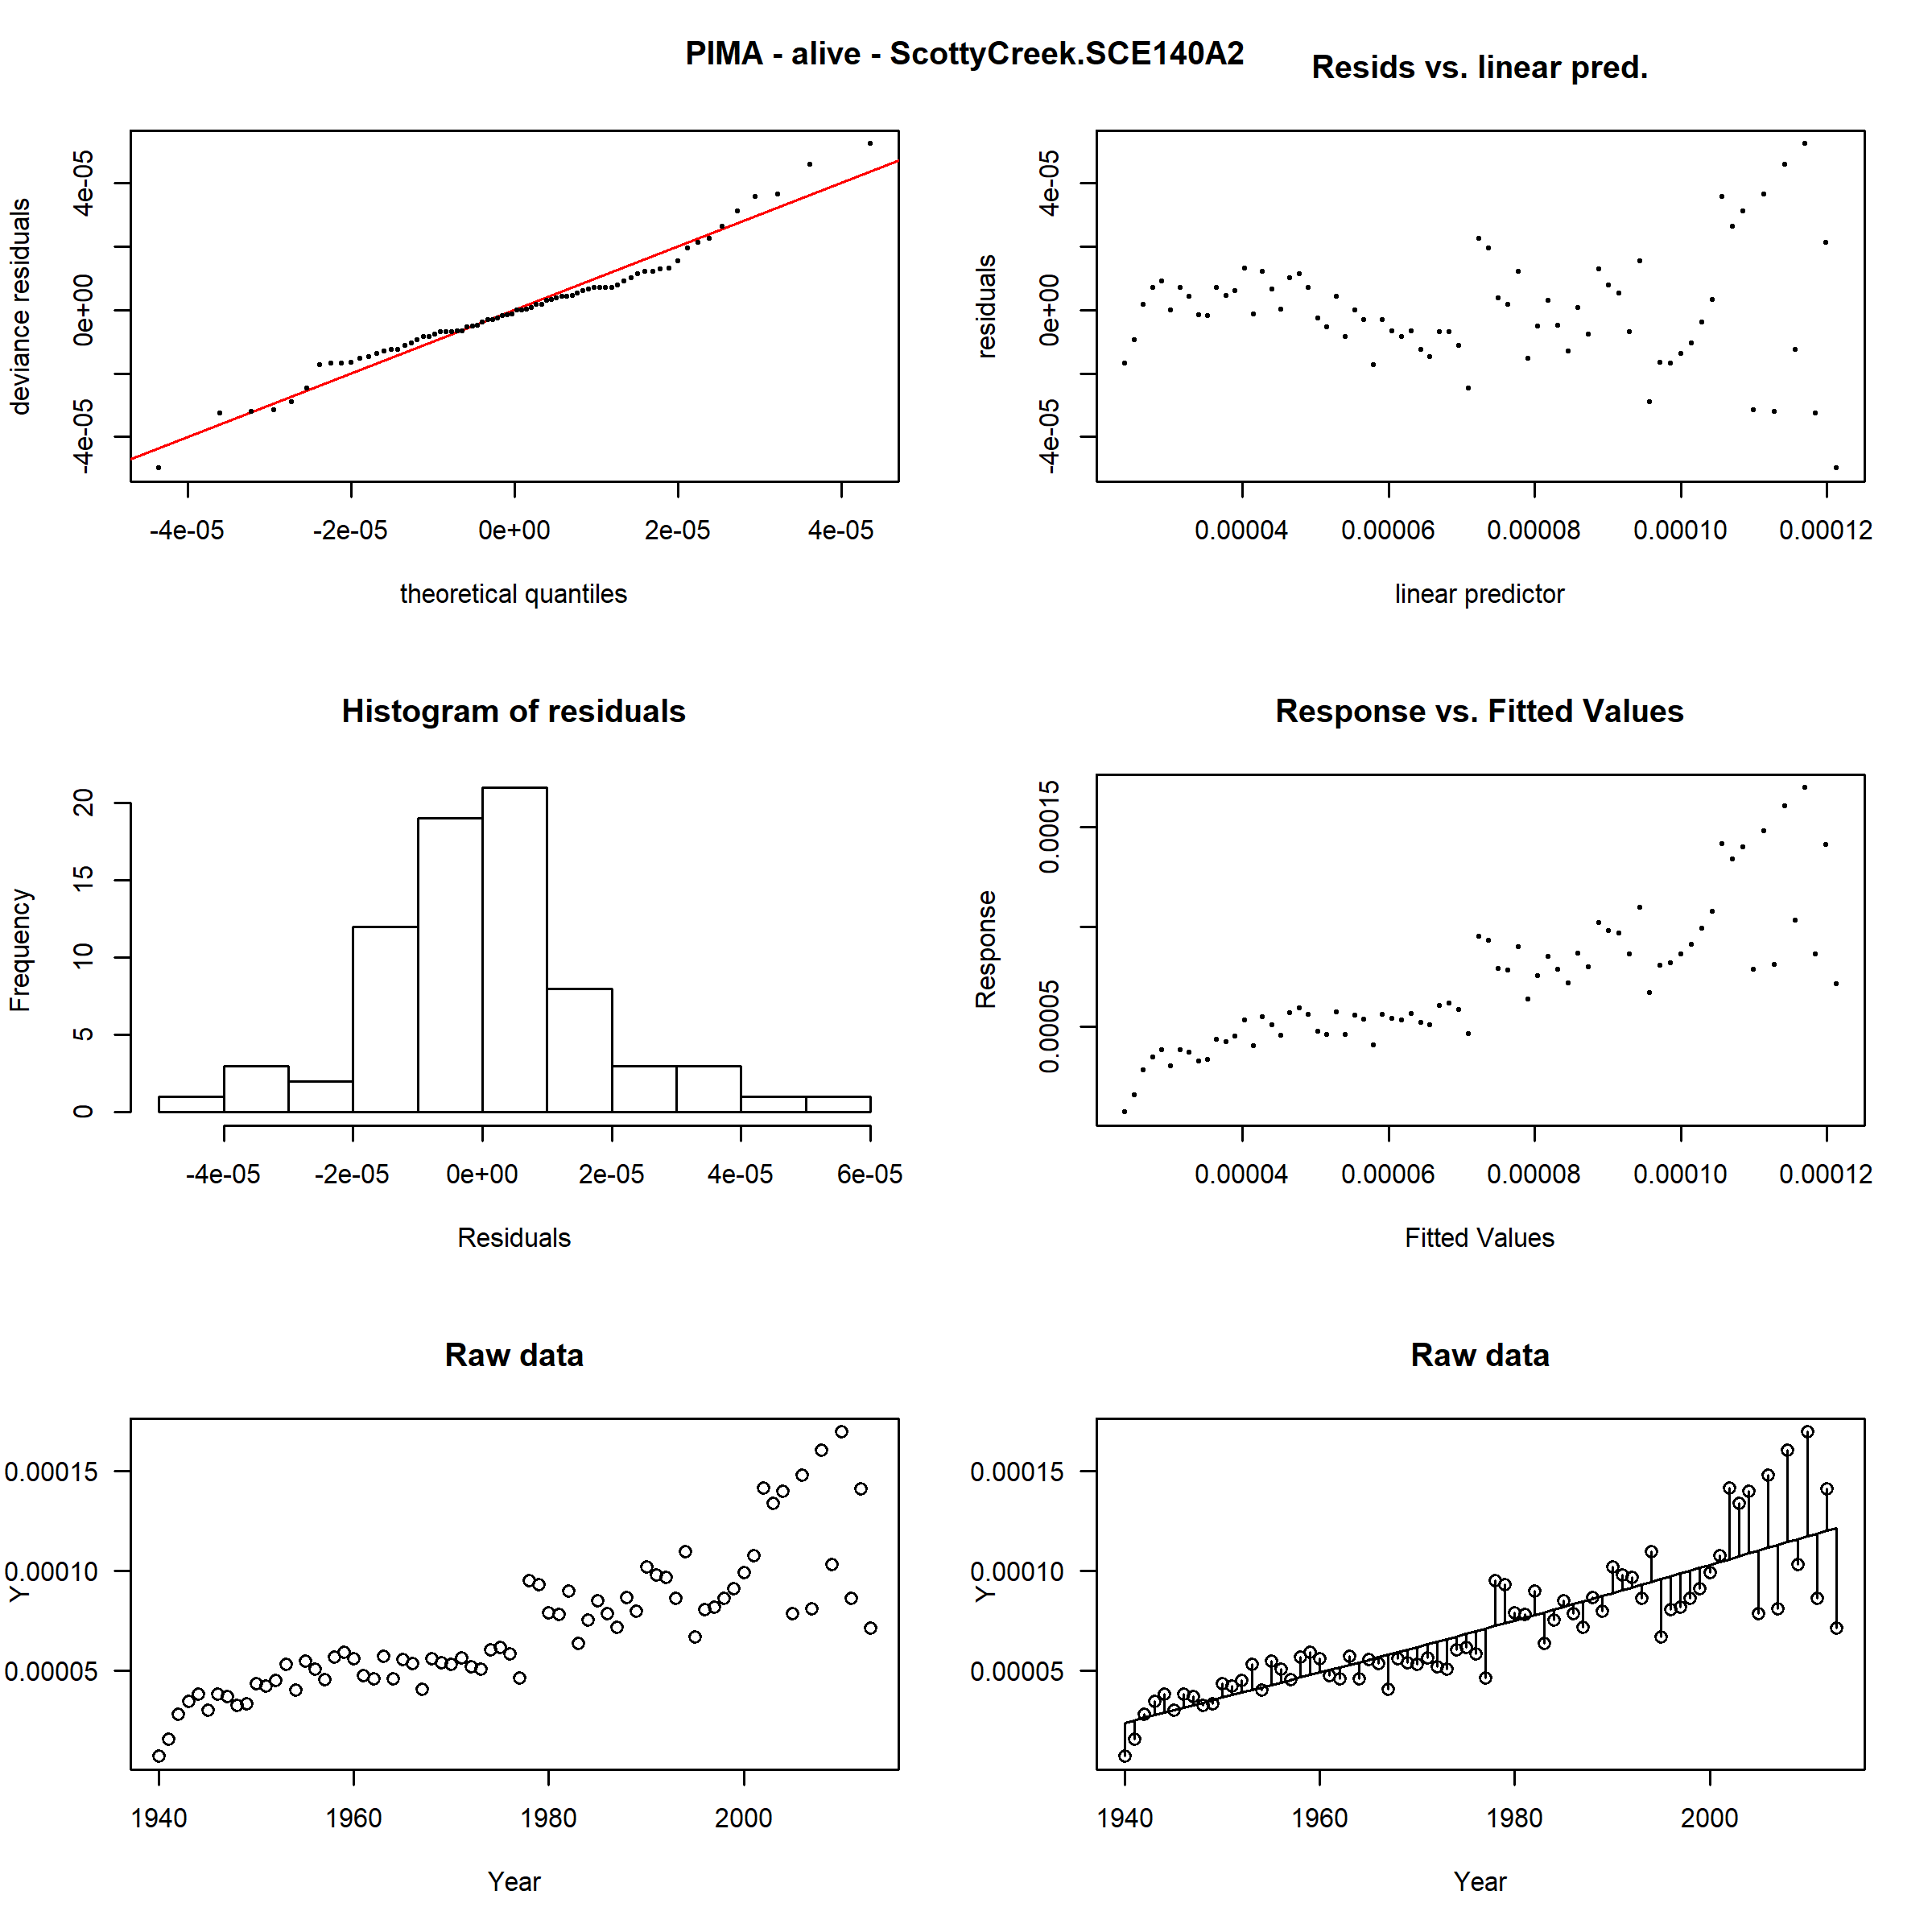 PIMA - alive - ScottyCreek.SCE140A2
Resids vs. linear pred.
deviance residuals
4e-05
0e+00
-4e-05
-4e-05 -2e-05 0e+00 2e-05 4e-05
theoretical quantiles
residuals
4e-05
0e+00
-4e-05
0.00004 0.00006 0.00008 0.00010 0.00012
linear predictor
Histogram of residuals
Frequency
20
15
10
5
0
-4e-05 -2e-05 0e+00 2e-05 4e-05 6e-05
Residuals
Response vs. Fitted Values
Response
0.00015
0.00005
0.00004 0.00006 0.00008 0.00010 0.00012
Fitted Values
Raw data
Y
0.00015
0.00010
0.00005
1940 1960 1980 2000
Year
Raw data
Y
0.00015
0.00010
0.00005
1940 1960 1980 2000
Year